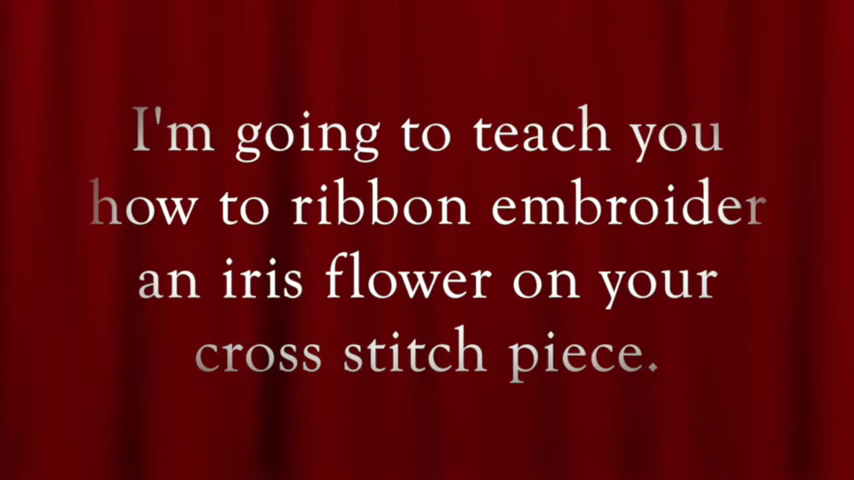 I'm going to teach you
how to ribbon embroider
an iris flower on your
cross stitch piece.